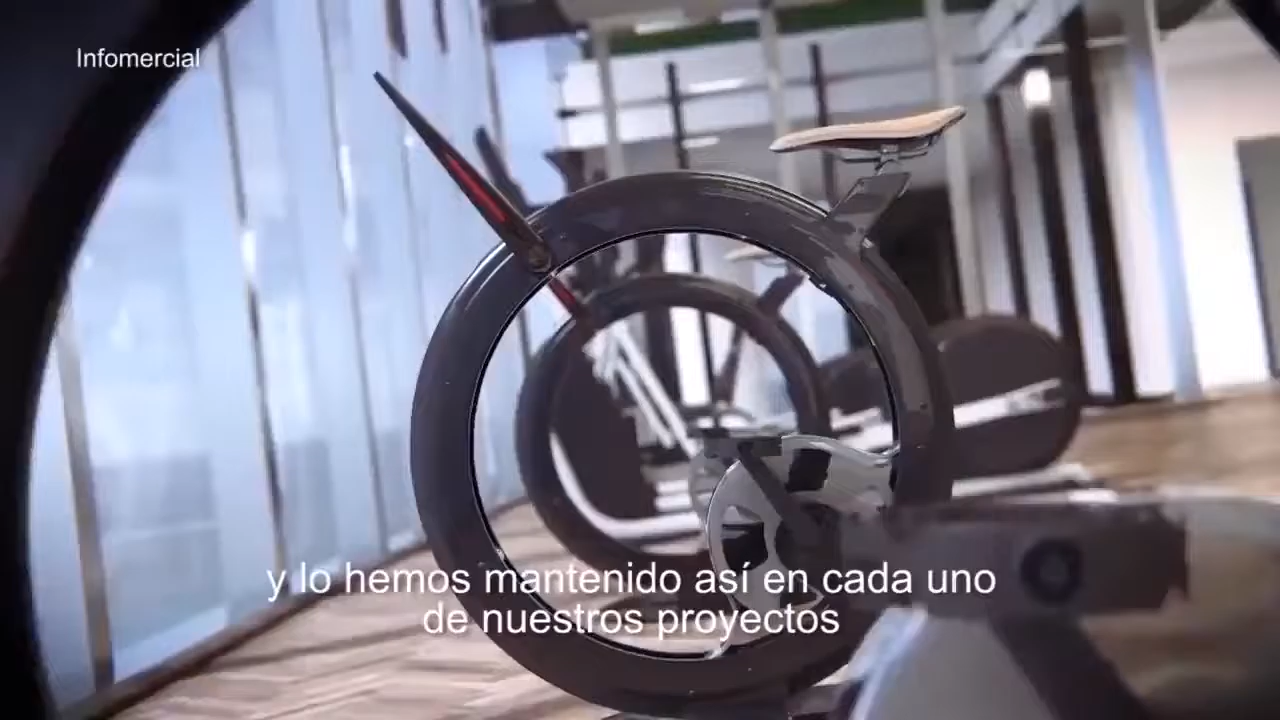 Infomercial
y lo hemos mantenido así en cada uno
de nuestros proyectos